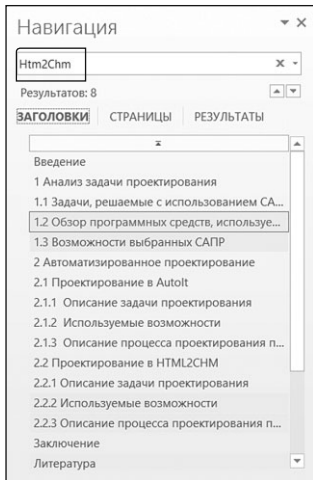 Навигация
Htm2Chm
Результатов: 8
ЗАГОЛОВКИ СТРАНИЦЫ РЕЗУЛЬТАТЫ
Введение
1 Анализ задачи проектирования
1.1 Задачи, решаемые с использованием СА...
1.2 Обзор программных средств, используе...
1.3 Возможности выбранных САПР
2 Автоматизированное проектирование
2.1 Проектирование в AutoIt
2.1.1 Описание задачи проектирования
2.1.2 Используемые возможности
2.1.3 Описание процесса проектирования п...
2.2 Проектирование в HTML2CHM
2.2.1 Описание задачи проектирования
2.2.2 Используемые возможности
2.2.3 Описание процесса проектирования п...
Заключение
Литература